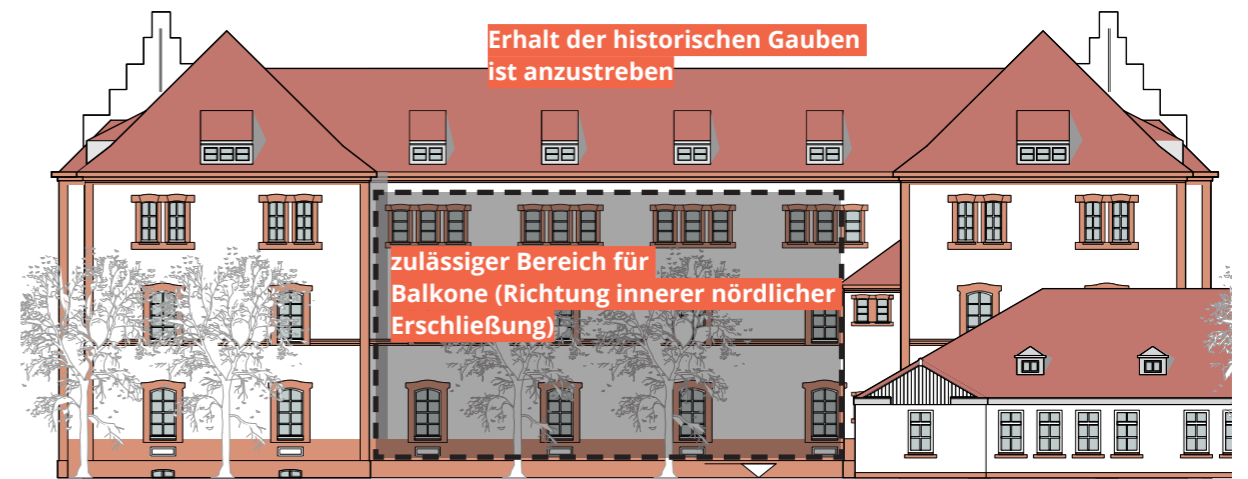 Erhalt der historischen Gauben
ist anzustreben
zulässiger Bereich für
Balkone (Richtung innerer nördlicher
Erschließung)